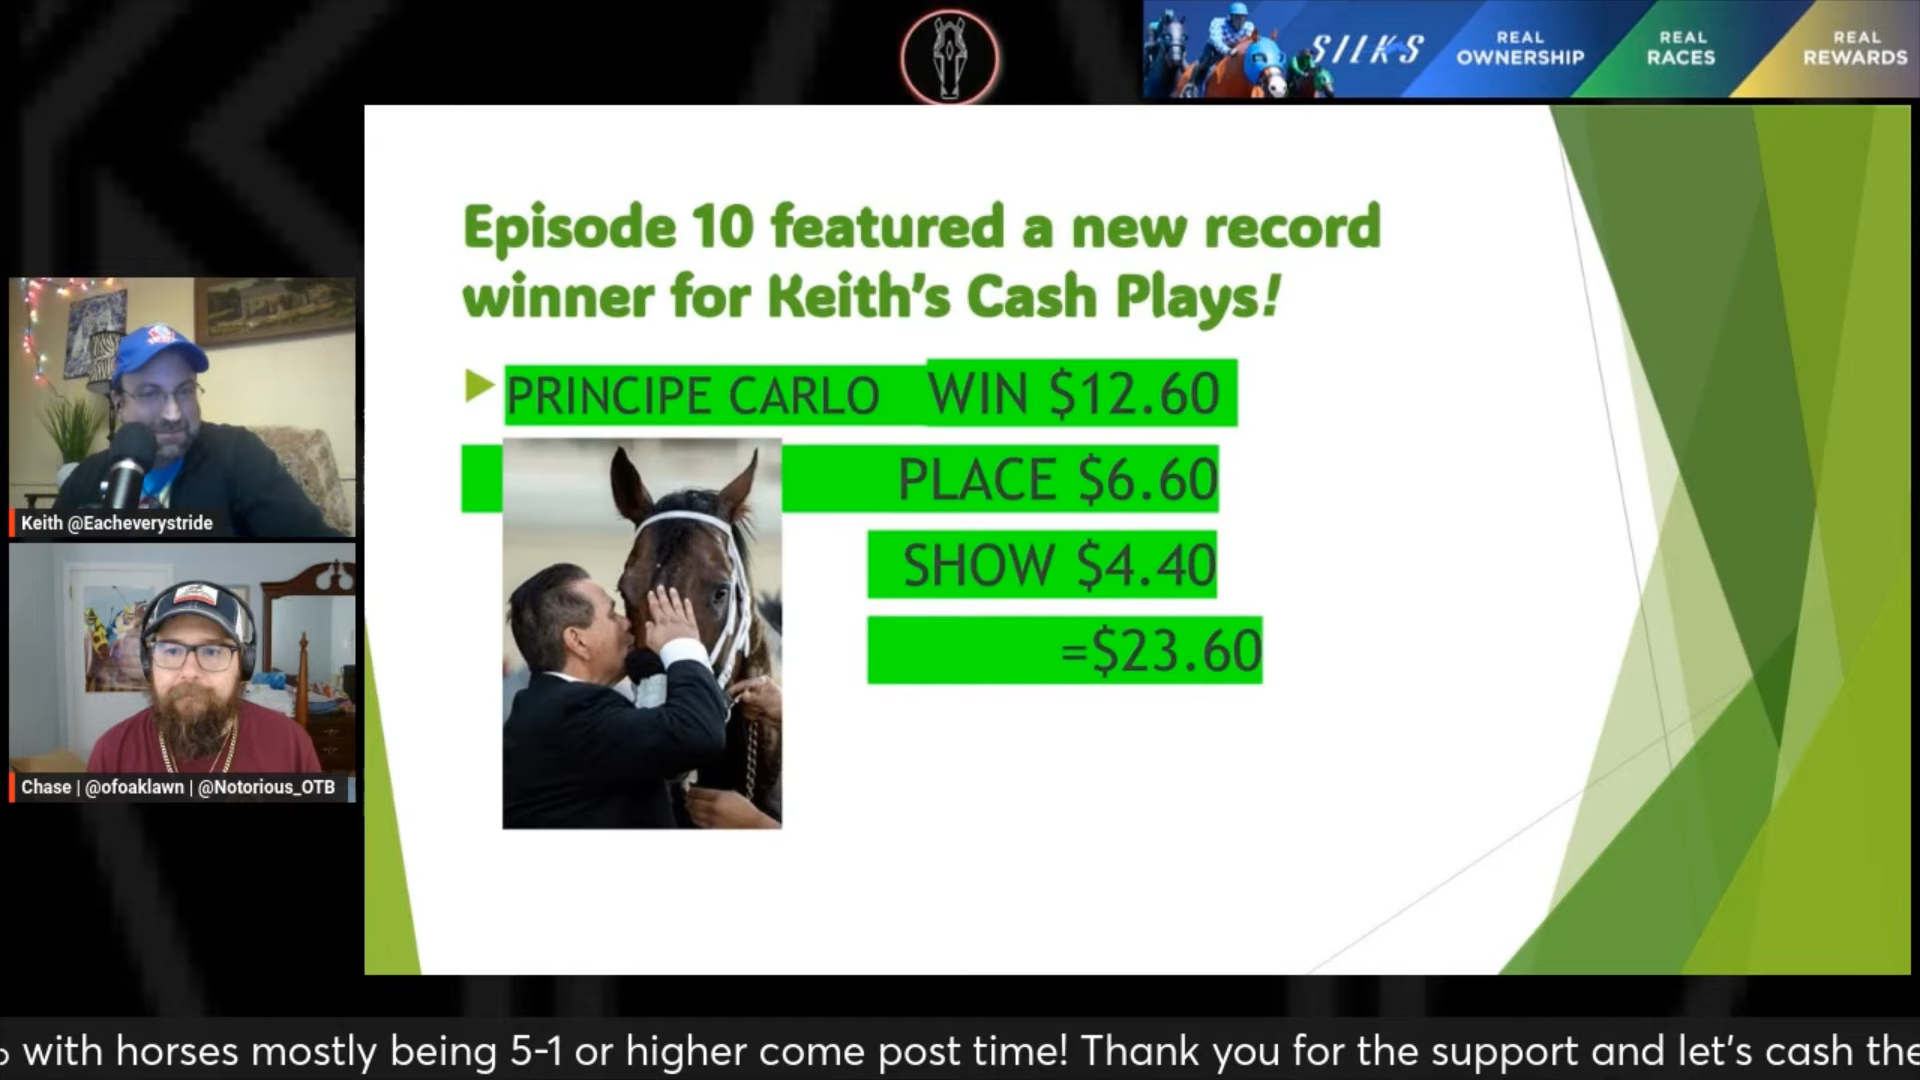 SILKS
REAL OWNERSHIP
REAL RACES
REAL REWARDS
Episode 10 featured a new record
winner for Keith's Cash Plays!
PRINCIPE CARLO WIN $12.60
PLACE $6.60
SHOW $4.40
=$23.60
Keith @Eacheverystride
Chase | @ofoaklawn | @Notorious_OTB
with horses mostly being 5-1 or higher come post time! Thank you for the support and let's cash the